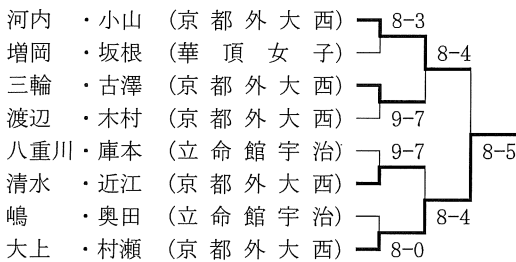 河内・小山 (京都外大西) 8-3
増岡・坂根 (華頂女子) 8-4
三輪・古澤 (京都外大西)
渡辺・木村 (京都外大西) 9-7
八重川・庫本 (立命館宇治) 9-7 8-5
清水・近江 (京都外大西)
嶋・奥田 (立命館宇治) 8-4
大上・村瀬 (京都外大西) 8-0